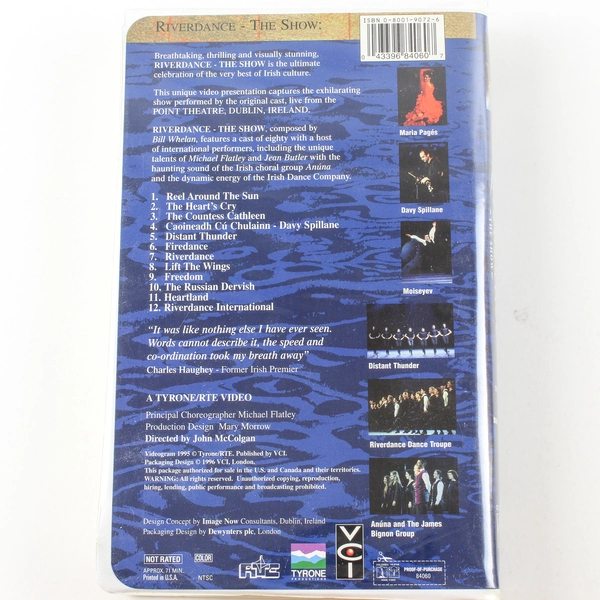 RIVERDANCE - THE SHOW:
ISBN 0-8001-9072-6
0 43396 84060 7
Breathtaking, thrilling and visually stunning,
RIVERDANCE - THE SHOW is the ultimate
celebration of the very best of Irish culture.
This unique video presentation captures the exhilarating
show performed by the original cast, live from the
POINT THEATRE, DUBLIN, IRELAND.
RIVERDANCE - THE SHOW, composed by
Bill Whelan, features a cast of eighty with a host
of international performers, including the unique
talents of Michael Flatley and Jean Butler with the
haunting sound of the Irish choral group Anúna
and the dynamic energy of the Irish Dance Company.
1. Reel Around The Sun
2. The Heart's Cry
3. The Countess Cathleen
4. Caoineadh Cú Chulainn - Davy Spillane
5. Distant Thunder
6. Firedance
7. Riverdance
8. Lift The Wings
9. Freedom
10. The Russian Dervish
11. Heartland
12. Riverdance International
"It was like nothing else I have ever seen.
Words cannot describe it, the speed and
co-ordination took my breath away"
Charles Haughey - Former Irish Premier
A TYRONE/RTE VIDEO
Principal Choreographer Michael Flatley
Production Design Mary Morrow
Directed by John McColgan
Videogram 1995 © Tyrone/RTE. Published by VCI.
Packaging Design © 1996 VCI, London.
This package authorized for sale in the U.S. and Canada and their territories.
WARNING: All rights reserved. Unauthorized copying, reproduction,
hiring, lending, public performance and broadcasting prohibited.
Design Concept by Image Now Consultants, Dublin, Ireland
Packaging Design by Dewynters plc, London
Maria Pagés
Davy Spillane
Moiseyev
Distant Thunder
Riverdance Dance Troupe
Anúna and The James
Bignon Group
NOT RATED
COLOR
APPROX. 71 MIN.
Printed in U.S.A.
NTSC
RTE
TYRONE
PRODUCTIONS
VCI
PROOF-OF-PURCHASE
84060